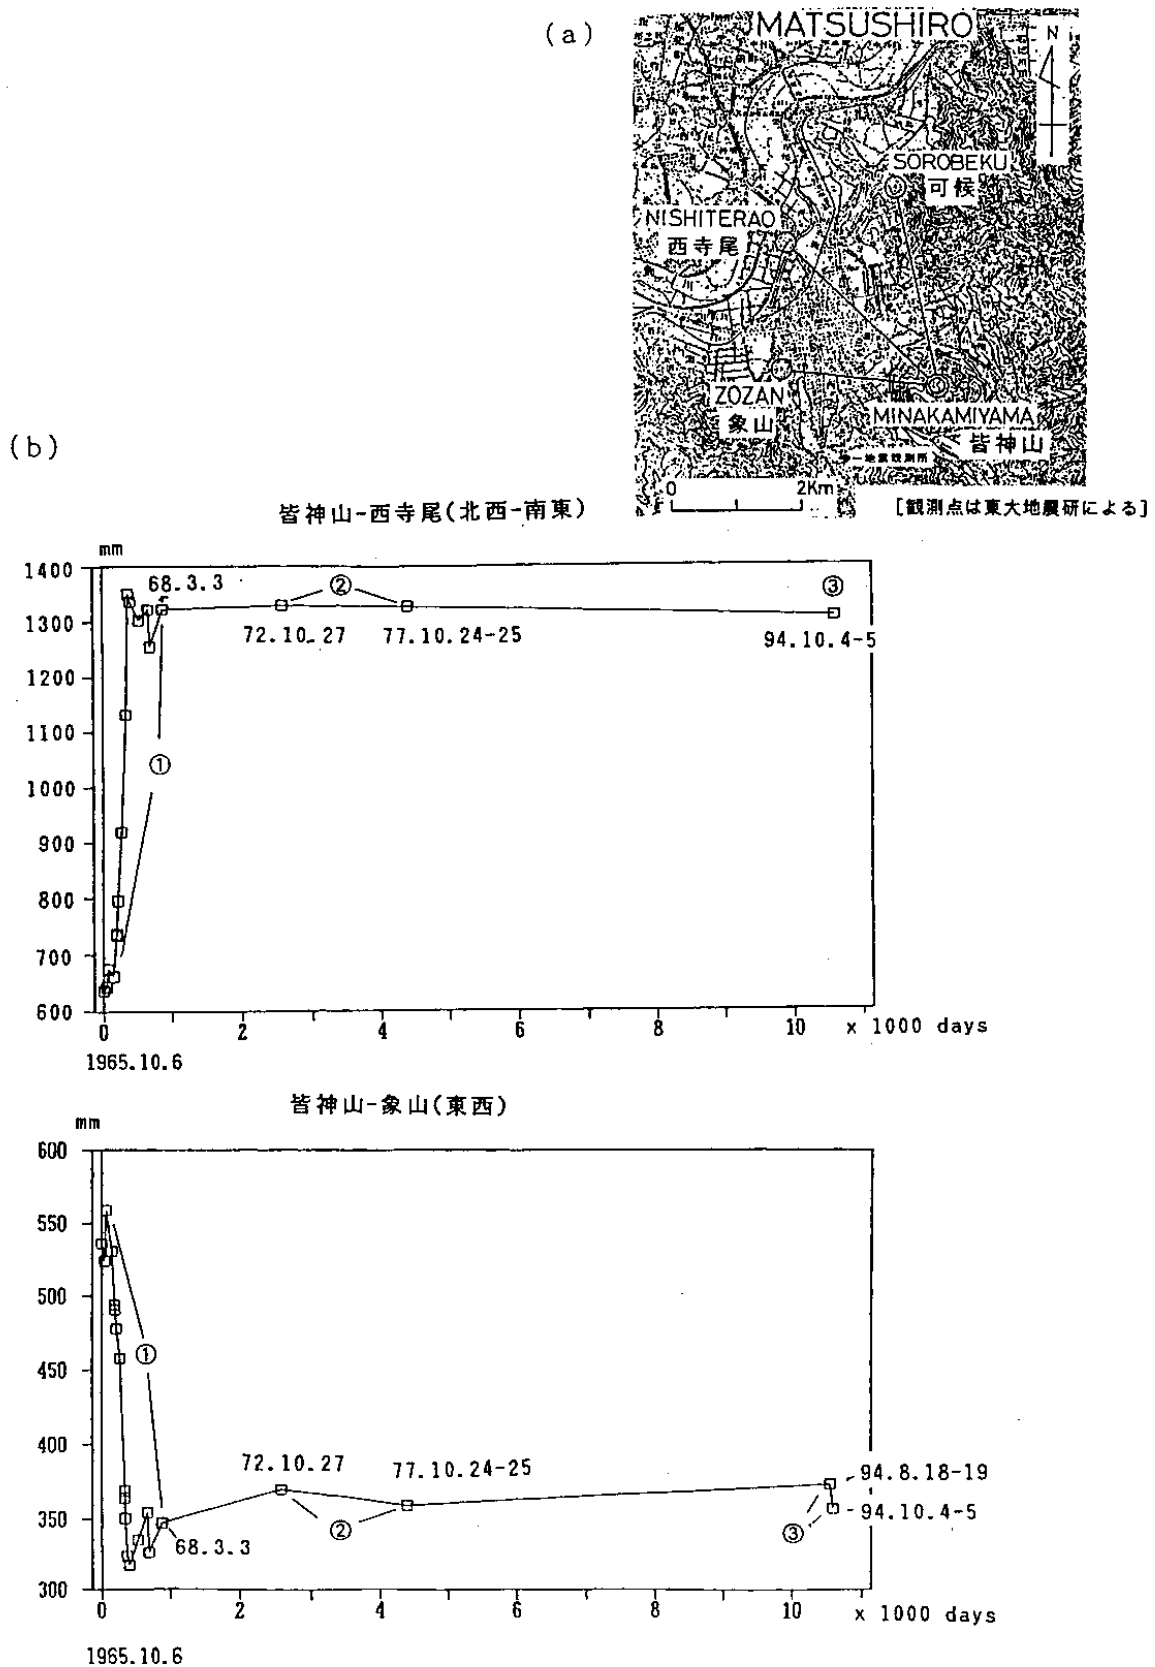 (a)
MATSUSHIRO
N
SOROBEKU
可候
NISHITERAO
西寺尾
ZOZAN
象山
MINAKAMIYAMA
皆神山
0 2Km
[観測点は東大地震研による]
(b)
皆神山-西寺尾(北西-南東)
mm
1400
1300
1200
1100
1000
900
800
700
600
68.3.3
①
②
③
72.10.27
77.10.24-25
94.10.4-5
0 2 4 6 8 10 x 1000 days
1965.10.6
皆神山-象山(東西)
mm
600
550
500
450
400
350
300
①
72.10.27
77.10.24-25
94.8.18-19
94.10.4-5
②
③
68.3.3
0 2 4 6 8 10 x 1000 days
1965.10.6